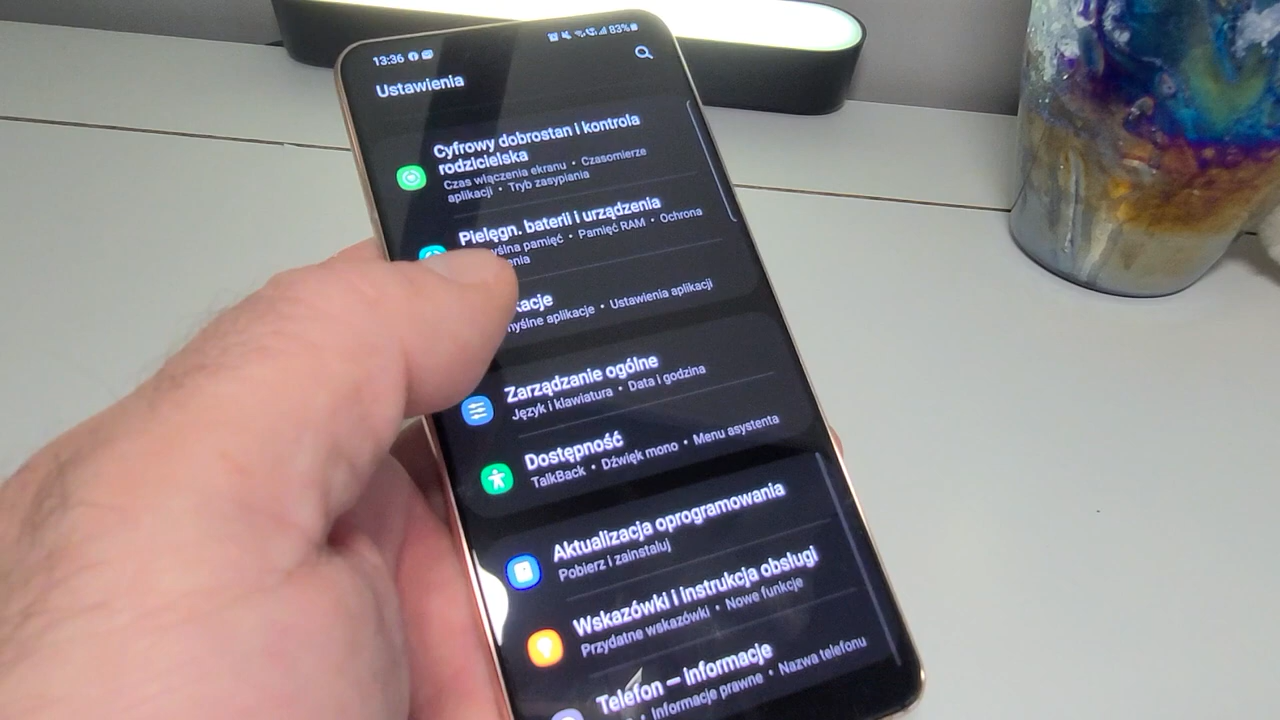 13:36 83%
Ustawienia
Cyfrowy dobrostan i kontrola
rodzicielska
Czas włączenia ekranu • Czasomierze
aplikacji • Tryb zasypiania
Pielęgn. baterii i urządzenia
Pamięć RAM • Ochrona
Ustawienia aplikacji
Zarządzanie ogólne
Język i klawiatura • Data i godzina
Dostępność
TalkBack • Dźwięk mono • Menu asystenta
Aktualizacja oprogramowania
Pobierz i zainstaluj
Wskazówki i instrukcja obsługi
Przydatne wskazówki • Nowe funkcje
Telefon — Informacje
Informacje prawne • Nazwa telefonu